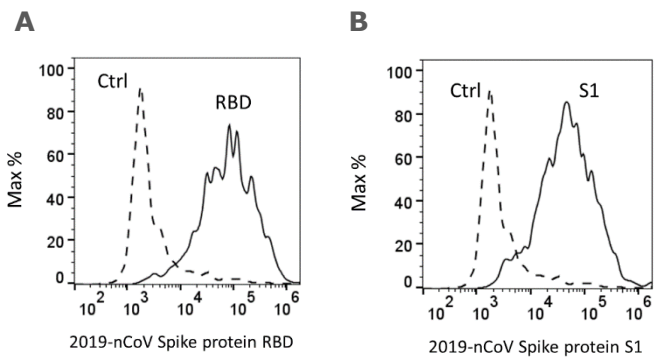 A
B
Ctrl
RBD
Max %
100
80
60
40
20
0
10^2 10^3 10^4 10^5 10^6
2019-nCoV Spike protein RBD
Ctrl
S1
Max %
100
80
60
40
20
0
10^2 10^3 10^4 10^5 10^6
2019-nCoV Spike protein S1